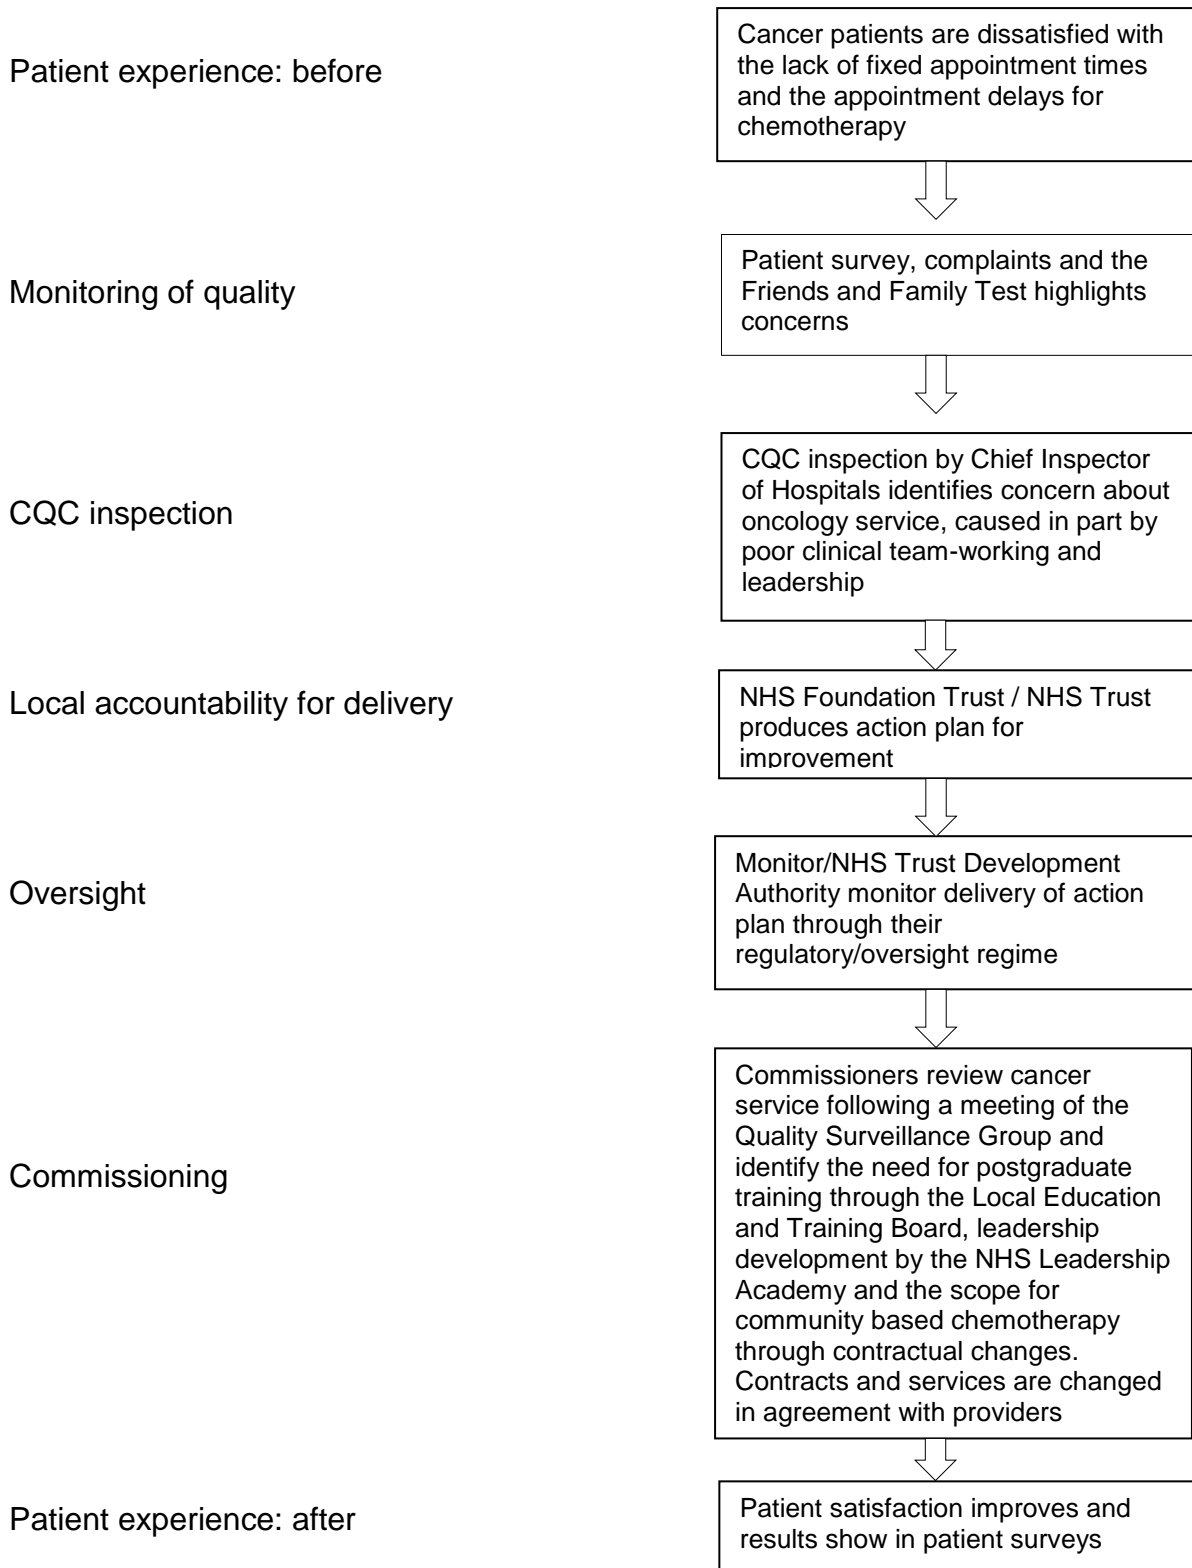 Patient experience: before
Cancer patients are dissatisfied with
the lack of fixed appointment times
and the appointment delays for
chemotherapy
Monitoring of quality
Patient survey, complaints and the
Friends and Family Test highlights
concerns
CQC inspection
CQC inspection by Chief Inspector
of Hospitals identifies concern about
oncology service, caused in part by
poor clinical team-working and
leadership
Local accountability for delivery
NHS Foundation Trust / NHS Trust
produces action plan for
improvement
Oversight
Monitor/NHS Trust Development
Authority monitor delivery of action
plan through their
regulatory/oversight regime
Commissioning
Commissioners review cancer
service following a meeting of the
Quality Surveillance Group and
identify the need for postgraduate
training through the Local Education
and Training Board, leadership
development by the NHS Leadership
Academy and the scope for
community based chemotherapy
through contractual changes.
Contracts and services are changed
in agreement with providers
Patient experience: after
Patient satisfaction improves and
results show in patient surveys